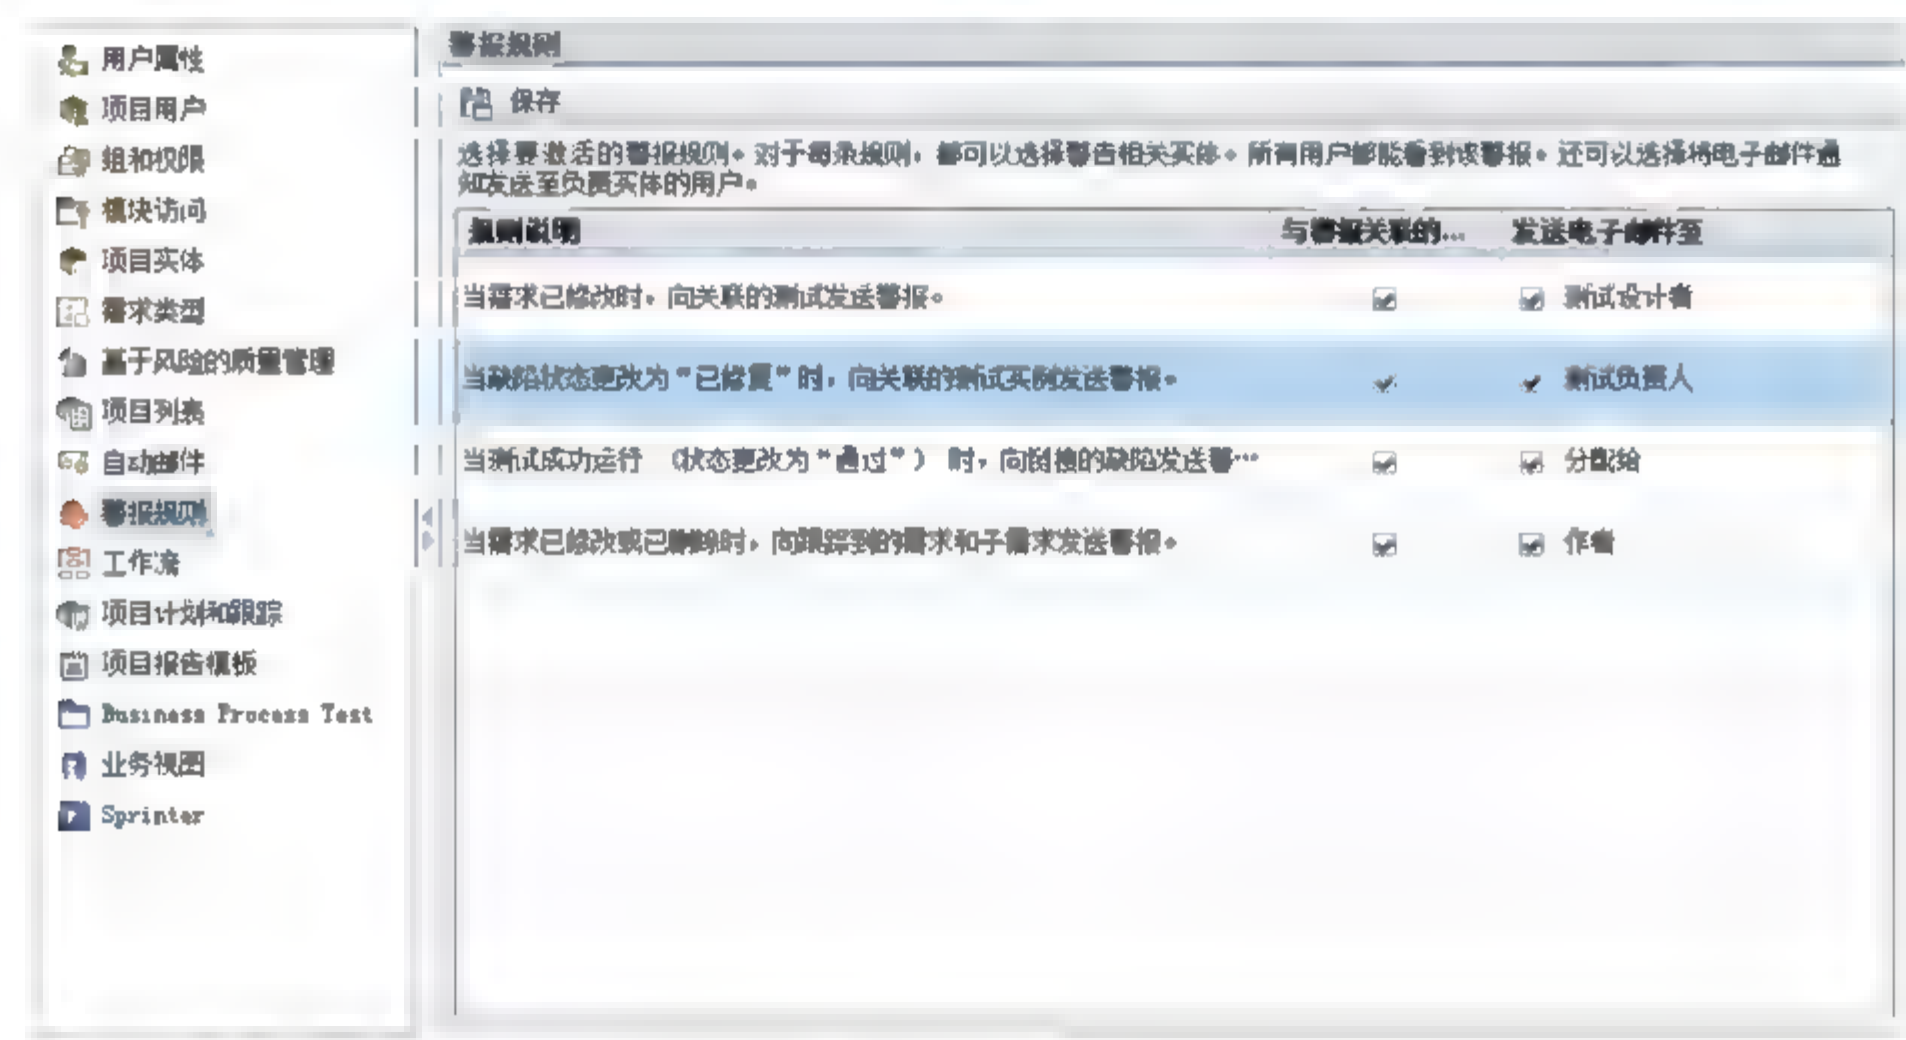 用户属性
项目用户
组和权限
模块访问
项目实体
需求类型
基于风险的质量管理
项目列表
自动邮件
警报规则
工作流
项目计划和跟踪
项目报告模板
Business Process Test
业务视图
Sprinter
警报规则
保存
选择要激活的警报规则。对于每条规则，都可以选择警告相关实体。所有用户都能看到该警报。还可以选择将电子邮件通
知发送至负责实体的用户。
规则说明 与警报关联的... 发送电子邮件至
当需求已修改时，向关联的测试发送警报。 测试设计者
当缺陷状态更改为“已修复”时，向关联的测试实例发送警报。 测试负责人
当测试成功运行 （状态更改为“通过”） 时，向链接的缺陷发送警... 分配给
当需求已修改或已删除时，向跟踪到的需求和子需求发送警报。 作者